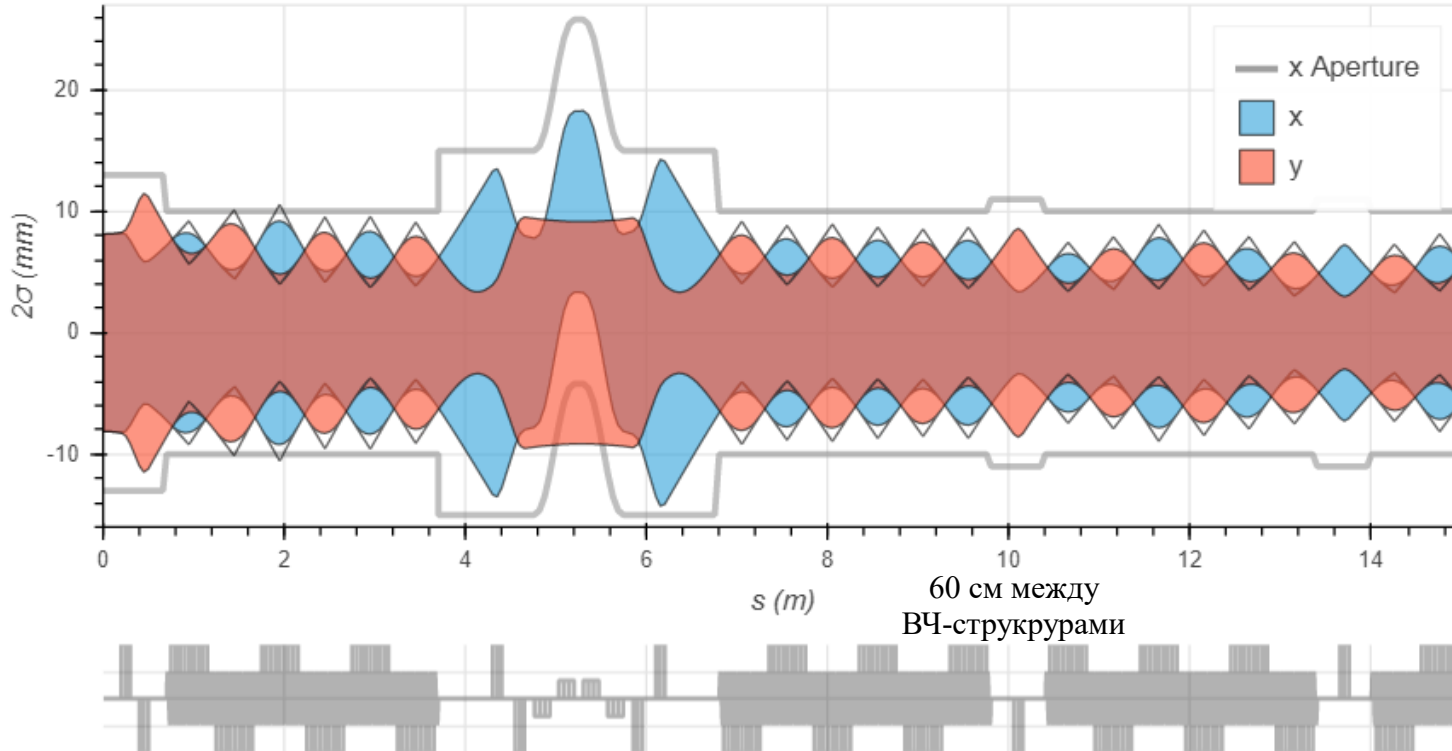 20
10
0
-10
2σ (mm)
x Aperture
x
y
0 2 4 6 8 10 12 14
s (m)
60 см между
ВЧ-струкрурами